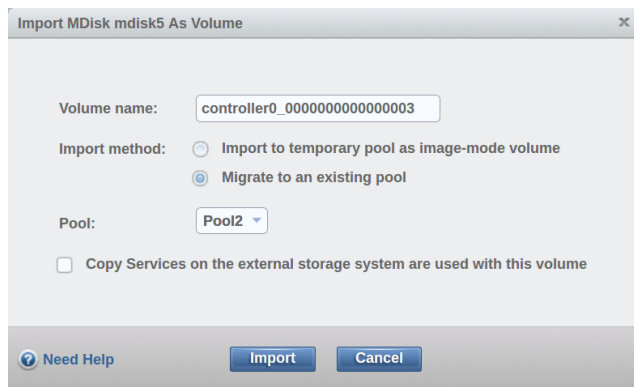 Import MDisk mdisk5 As Volume
Volume name: controller0_0000000000000003
Import method: Import to temporary pool as image-mode volume
Migrate to an existing pool
Pool: Pool2
Copy Services on the external storage system are used with this volume
Need Help Import Cancel